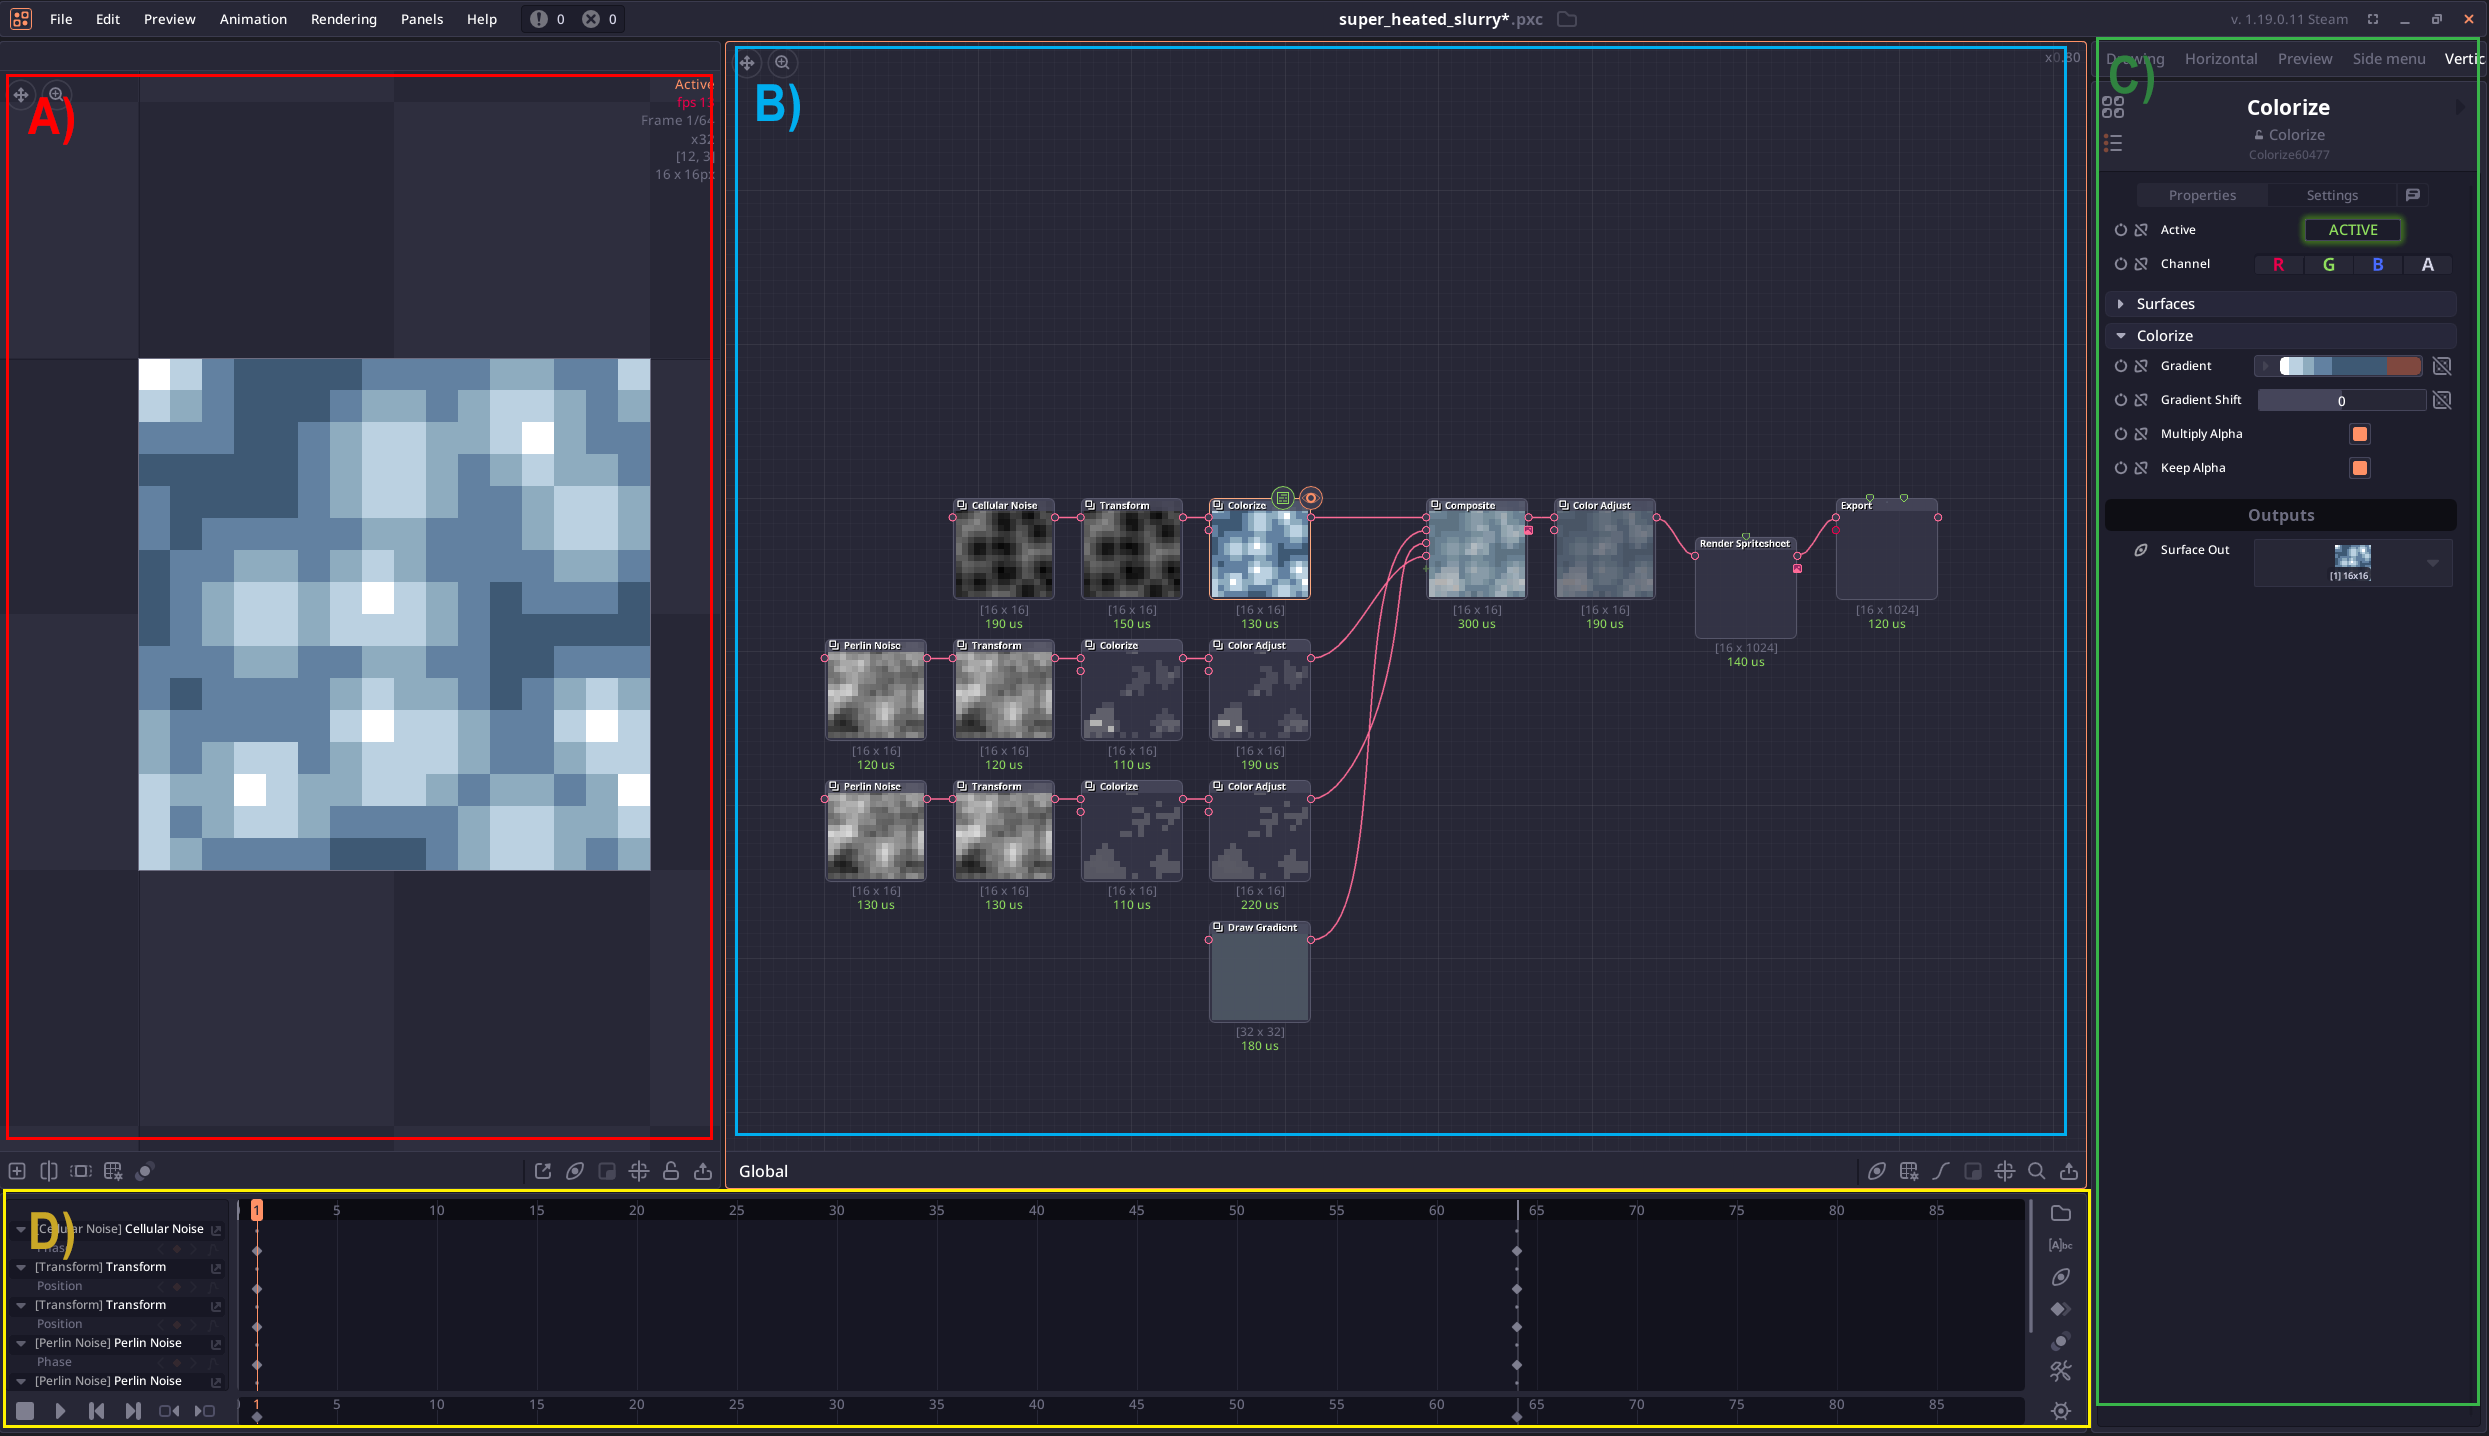 File Edit Preview Animation Rendering Panels Help 0 0 super_heated_slurry*.pxc v. 1.19.0.11 Steam
A)
Active
fps 13
Frame 1/64
x32
[12, 3]
16 x 16px
B)
x0.80
Cellular Noise Transform Colorize Composite Color Adjust Export
Render Spritesheet
[16 x 16] [16 x 16] [16 x 16] [16 x 16] [16 x 16] [16 x 1024]
190 us 150 us 130 us 300 us 190 us 120 us
[16 x 1024]
140 us
Perlin Noise Transform Colorize Color Adjust
[16 x 16] [16 x 16] [16 x 16] [16 x 16]
120 us 120 us 110 us 190 us
Perlin Noise Transform Colorize Color Adjust
[16 x 16] [16 x 16] [16 x 16] [16 x 16]
130 us 130 us 110 us 220 us
Draw Gradient
[32 x 32]
180 us
Global
Drawing Horizontal Preview Side menu Vertic
C)
Colorize
Colorize
Colorize60477
Properties Settings
Active ACTIVE
Channel R G B A
Surfaces
Colorize
Gradient
Gradient Shift 0
Multiply Alpha
Keep Alpha
Outputs
Surface Out
[1] 16x16
D)
1 5 10 15 20 25 30 35 40 45 50 55 60 65 70 75 80 85
[Cellular Noise] Cellular Noise
Phase
[Transform] Transform
Position
[Transform] Transform
Position
[Perlin Noise] Perlin Noise
Phase
[Perlin Noise] Perlin Noise
[A]bc
1 5 10 15 20 25 30 35 40 45 50 55 60 65 70 75 80 85